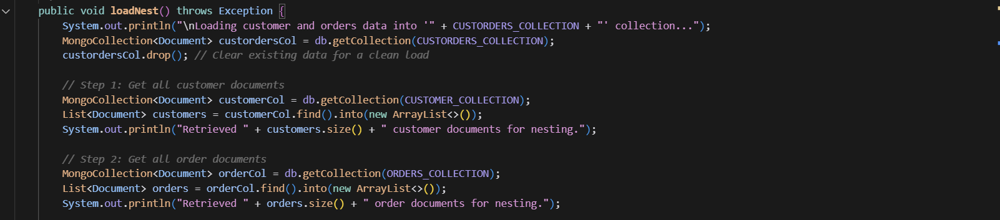 public void loadNest() throws Exception {
System.out.println("\nLoading customer and orders data into '" + CUSTORDERS_COLLECTION + "' collection...");
MongoCollection<Document> custordersCol = db.getCollection(CUSTORDERS_COLLECTION);
custordersCol.drop(); // Clear existing data for a clean load
// Step 1: Get all customer documents
MongoCollection<Document> customerCol = db.getCollection(CUSTOMER_COLLECTION);
List<Document> customers = customerCol.find().into(new ArrayList<>());
System.out.println("Retrieved " + customers.size() + " customer documents for nesting.");
// Step 2: Get all order documents
MongoCollection<Document> orderCol = db.getCollection(ORDERS_COLLECTION);
List<Document> orders = orderCol.find().into(new ArrayList<>());
System.out.println("Retrieved " + orders.size() + " order documents for nesting.");